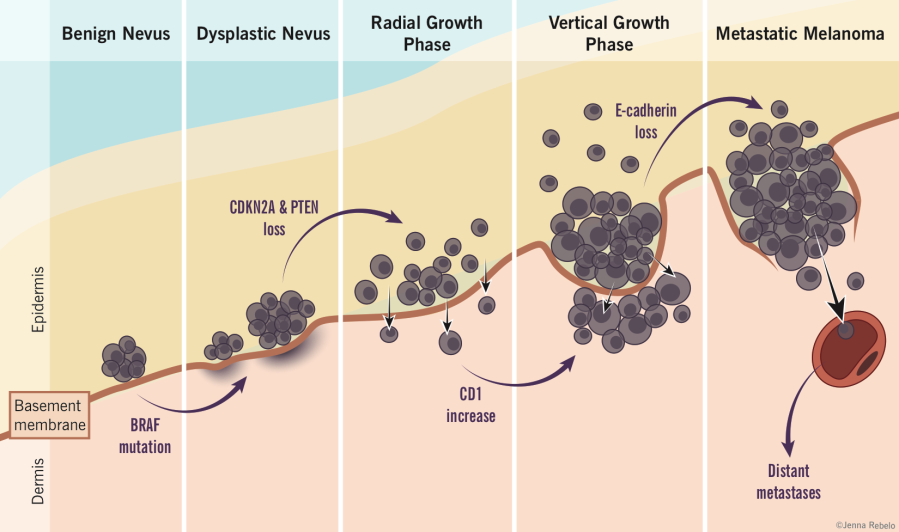 Benign Nevus
Dysplastic Nevus
Radial Growth
Phase
Vertical Growth
Phase
Metastatic Melanoma
E-cadherin
loss
CDKN2A & PTEN
loss
Epidermis
Basement
membrane
BRAF
mutation
CD1
increase
Dermis
Distant
metastases
©Jenna Rebelo